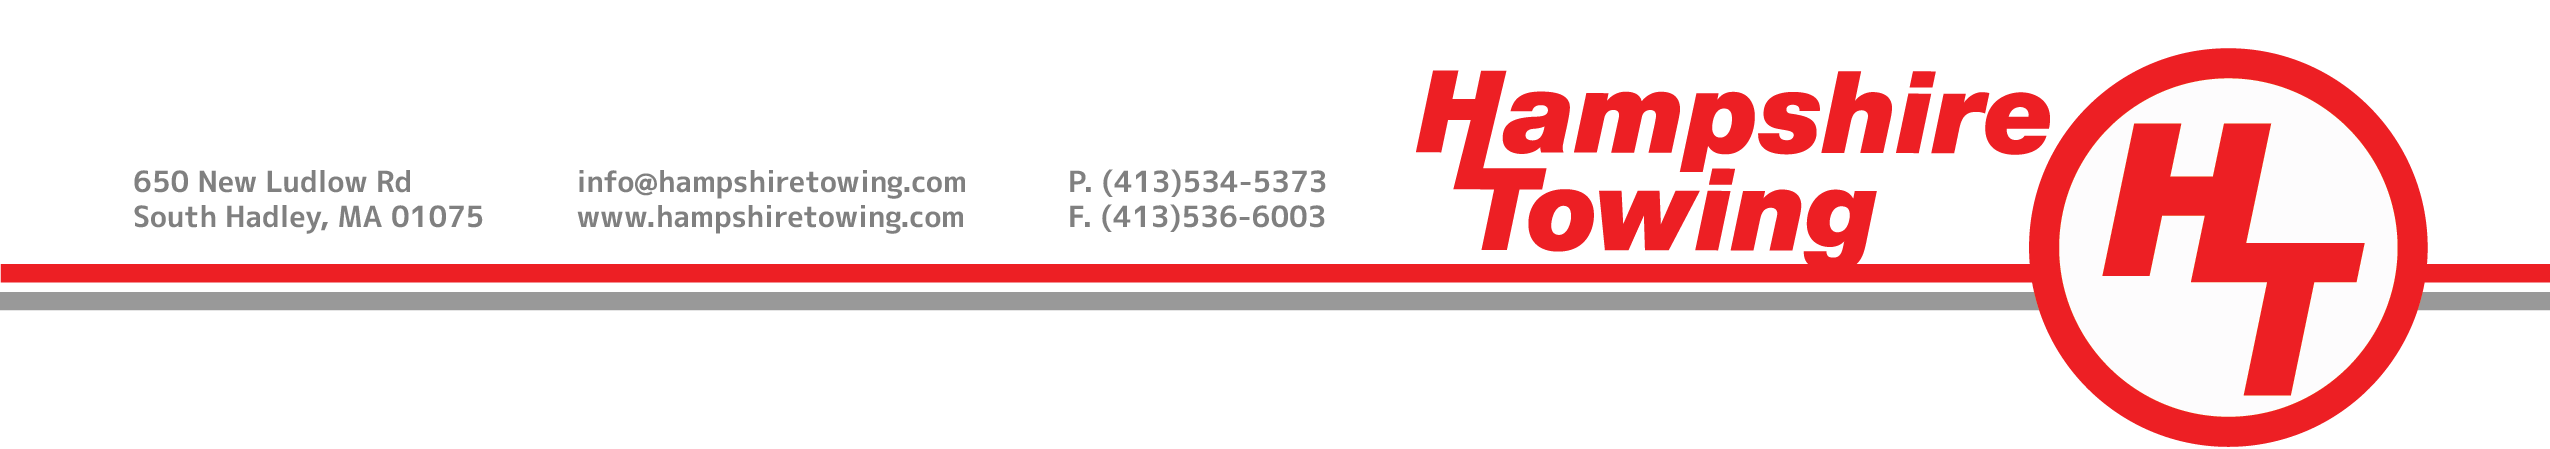 650 New Ludlow Rd
South Hadley, MA 01075
info@hampshiretowing.com
www.hampshiretowing.com
P. (413)534-5373
F. (413)536-6003
Hampshire
Towing
HT